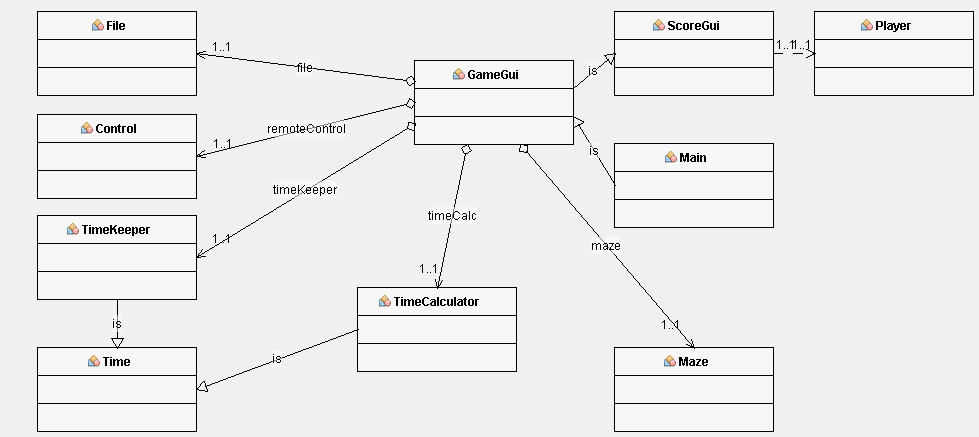 File
ScoreGui
Player
1..1
1..1
1..1
GameGui
is
file
Control
remoteControl
1..1
Main
is
timeKeeper
TimeKeeper
timeCalc
1..1
maze
1..1
TimeCalculator
is
1..1
is
Time
Maze